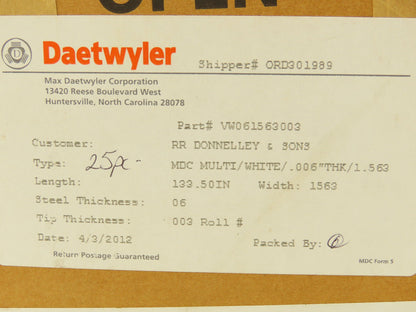 OPEN
Daetwyler
Shipper# ORD301989
Max Daetwyler Corporation
13420 Reese Boulevard West
Huntersville, North Carolina 28078
Part# VW061563003
Customer: RR DONNELLEY & SONS
Type: 25pc- MDC MULTI/WHITE/.006"THK/1.563
Length: 133.50IN Width: 1563
Steel Thickness: 06
Tip Thickness: 003 Roll #
Date: 4/3/2012 Packed By:
Return Postage Guaranteed MDC Form 5